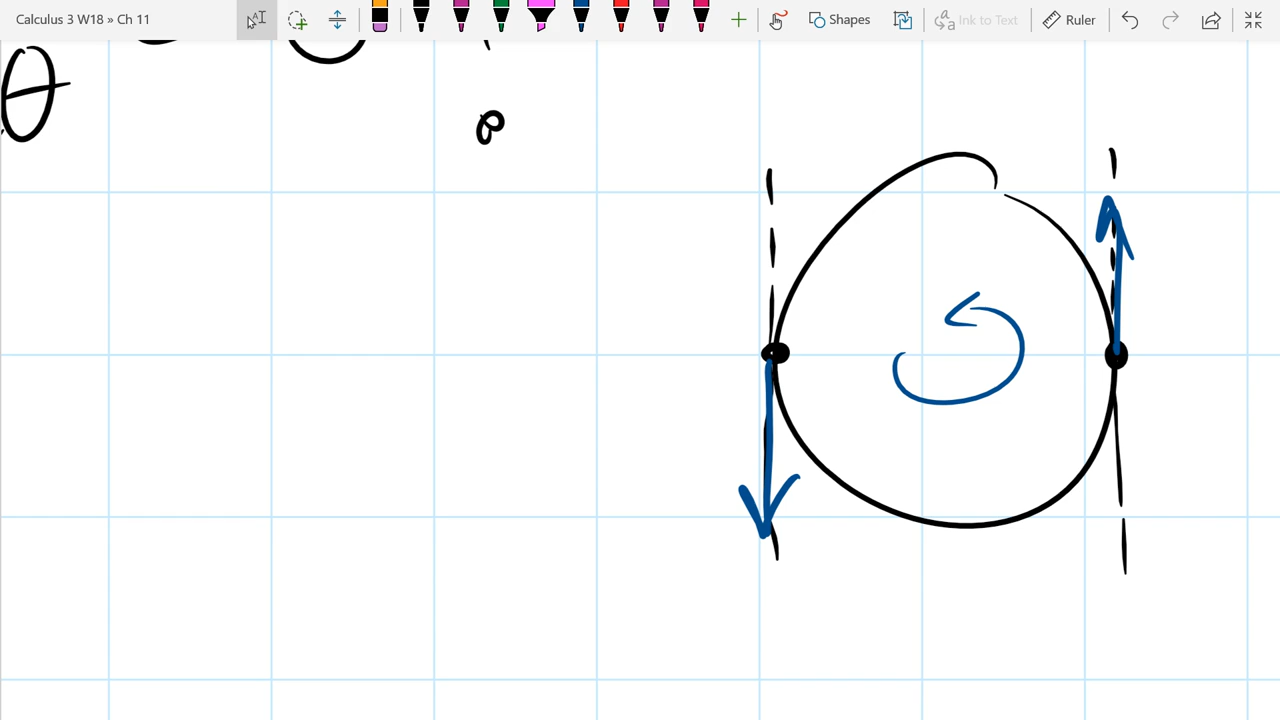 Calculus 3 W18 » Ch 11
Shapes
Ink to Text
Ruler
θ